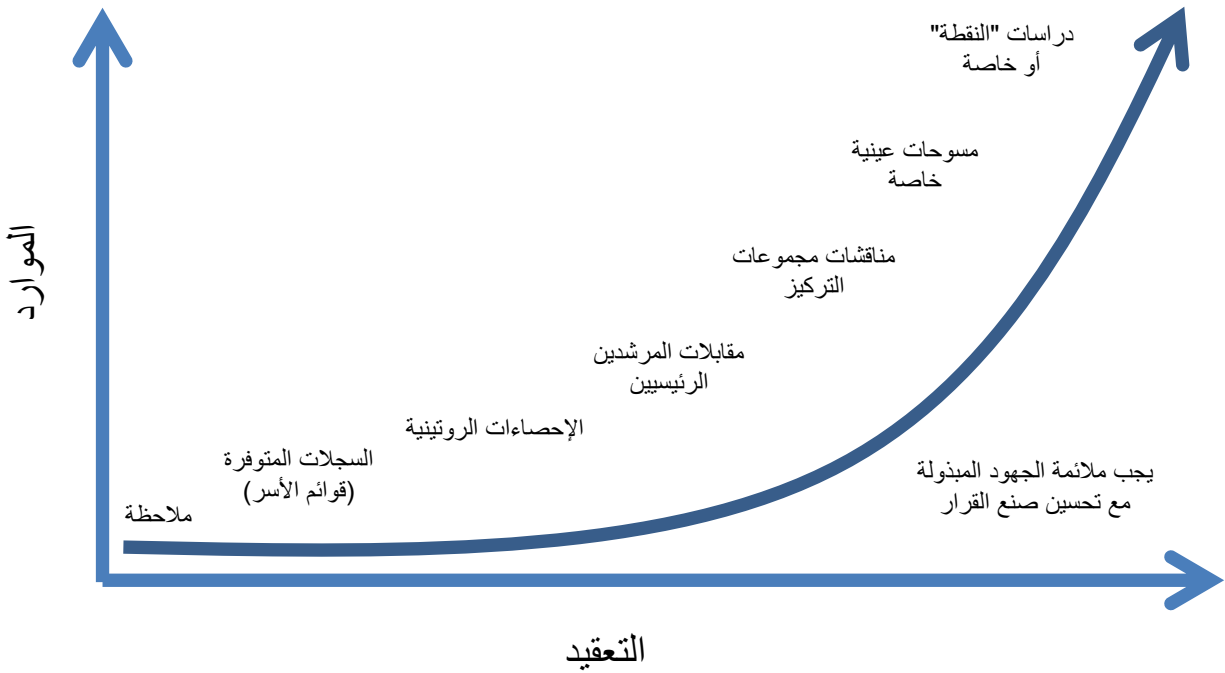 دراسات "النقطة"
أو خاصة
مسوحات عينية
خاصة
مناقشات مجموعات
التركيز
مقابلات المرشدين
الرئيسيين
الإحصاءات الروتينية
السجلات المتوفرة
(قوائم الأسر)
ملاحظة
يجب ملائمة الجهود المبذولة
مع تحسين صنع القرار
الموارد
التعقيد